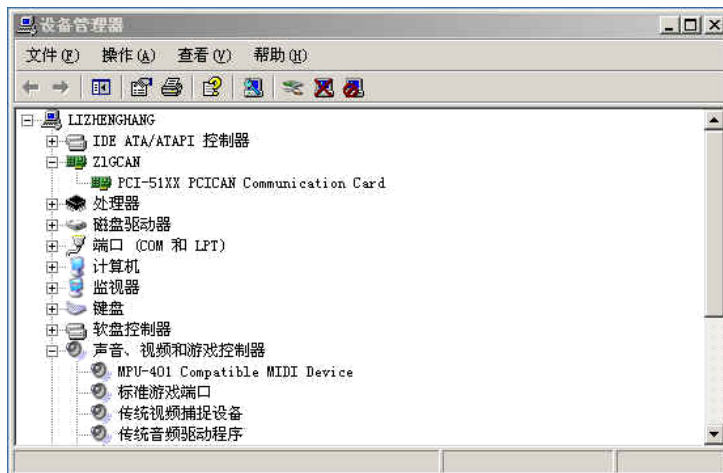 设备管理器
文件(F) 操作(A) 查看(V) 帮助(H)
LIZHENGHANG
IDE ATA/ATAPI 控制器
ZlGCAN
PCI-51XX PCICAN Communication Card
处理器
磁盘驱动器
端口 (COM 和 LPT)
计算机
监视器
键盘
软盘控制器
声音、视频和游戏控制器
MPU-401 Compatible MIDI Device
标准游戏端口
传统视频捕捉设备
传统音频驱动程序